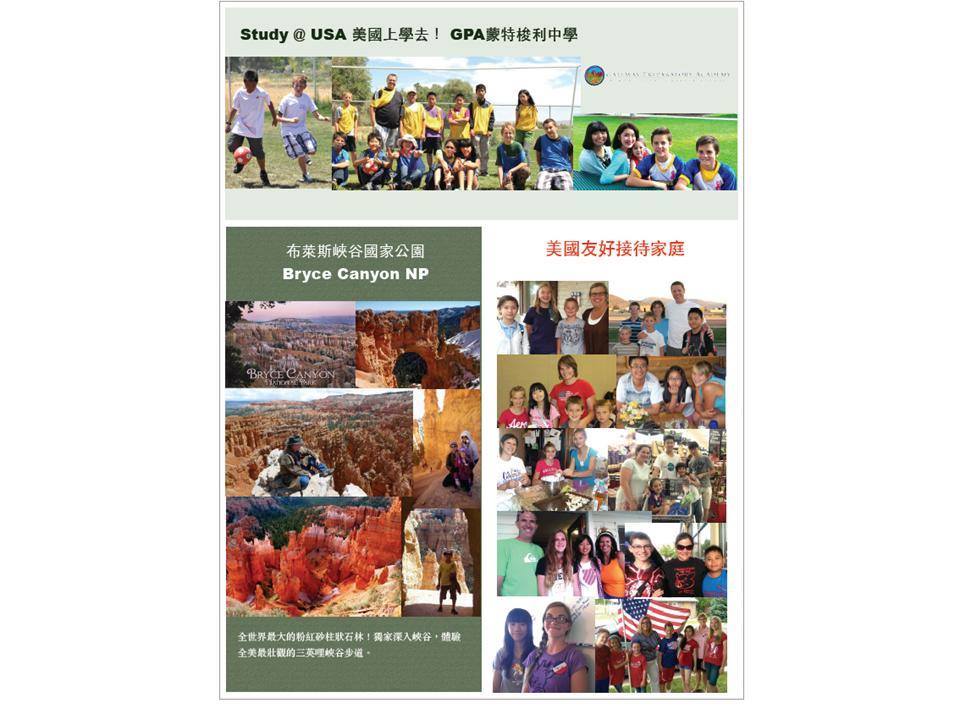 Study @ USA 美國上學去！ GPA蒙特梭利中學
GATEWAY PREPARATORY ACADEMY
布萊斯峽谷國家公園
Bryce Canyon NP
美國友好接待家庭
BRYCE CANYON
NATIONAL PARK
全世界最大的粉紅砂柱狀石林！獨家深入峽谷，體驗
全美最壯觀的三英哩峽谷步道。